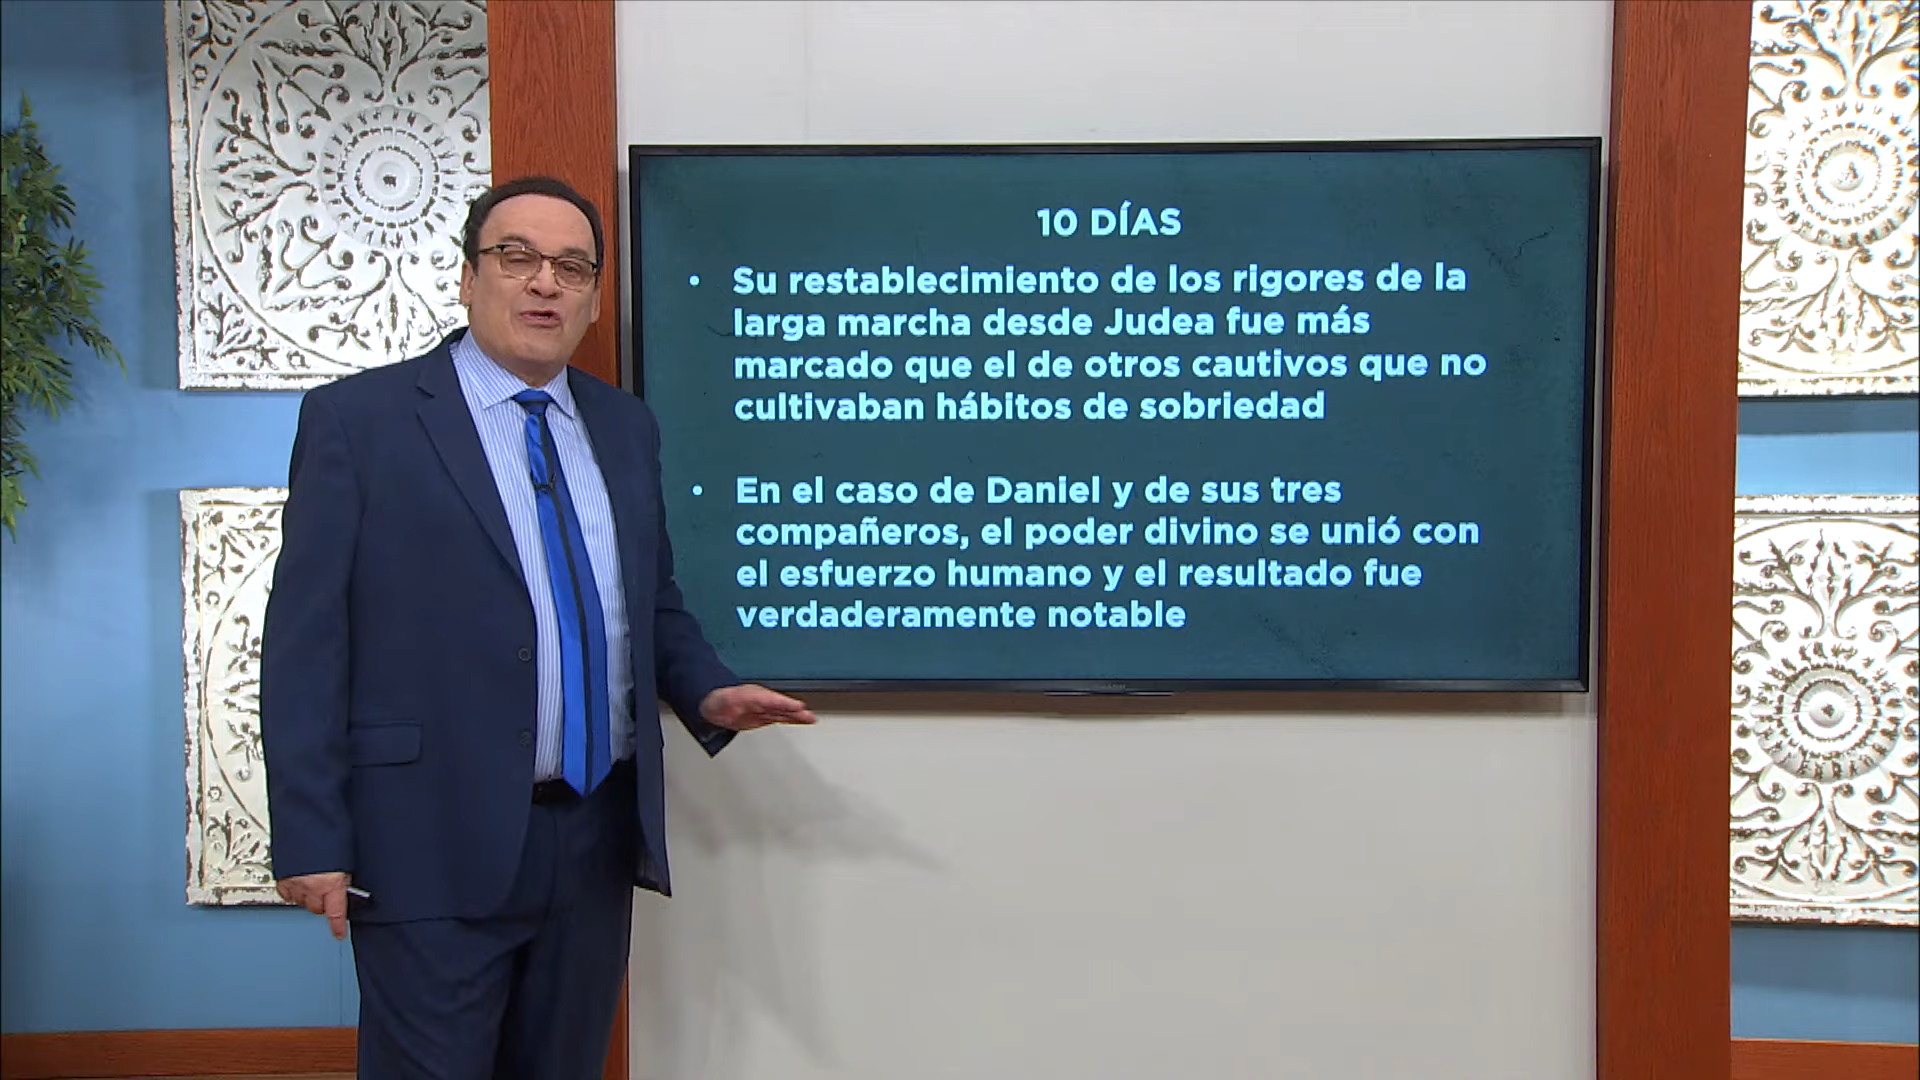 10 DÍAS
• Su restablecimiento de los rigores de la
larga marcha desde Judea fue más
marcado que el de otros cautivos que no
cultivaban hábitos de sobriedad
• En el caso de Daniel y de sus tres
compañeros, el poder divino se unió con
el esfuerzo humano y el resultado fue
verdaderamente notable